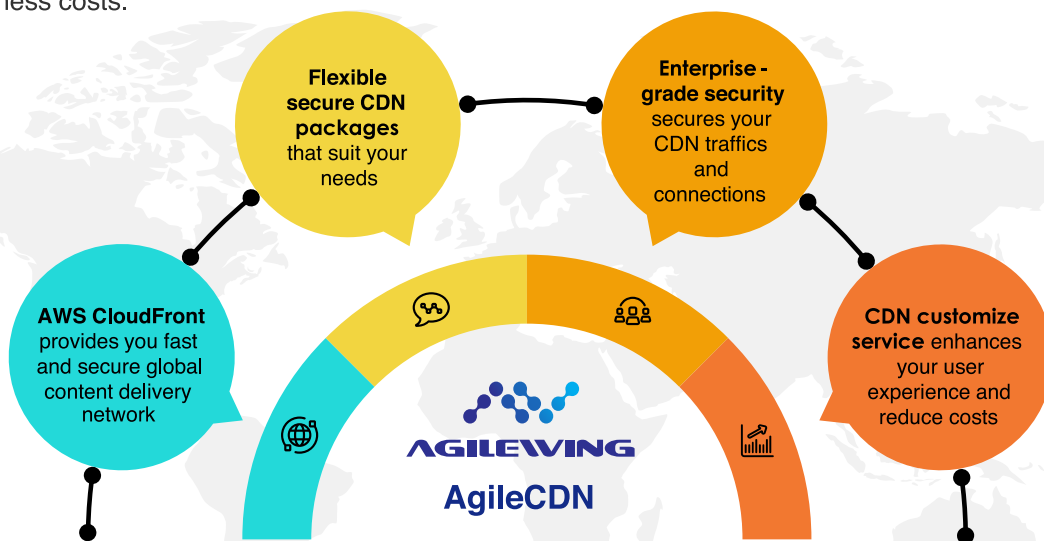 less costs.
Flexible
secure CDN
packages
that suit your
needs
Enterprise -
grade security
secures your
CDN traffics
and
connections
AWS CloudFront
provides you fast
and secure global
content delivery
network
CDN customize
service enhances
your user
experience and
reduce costs
AGILEWING
AgileCDN